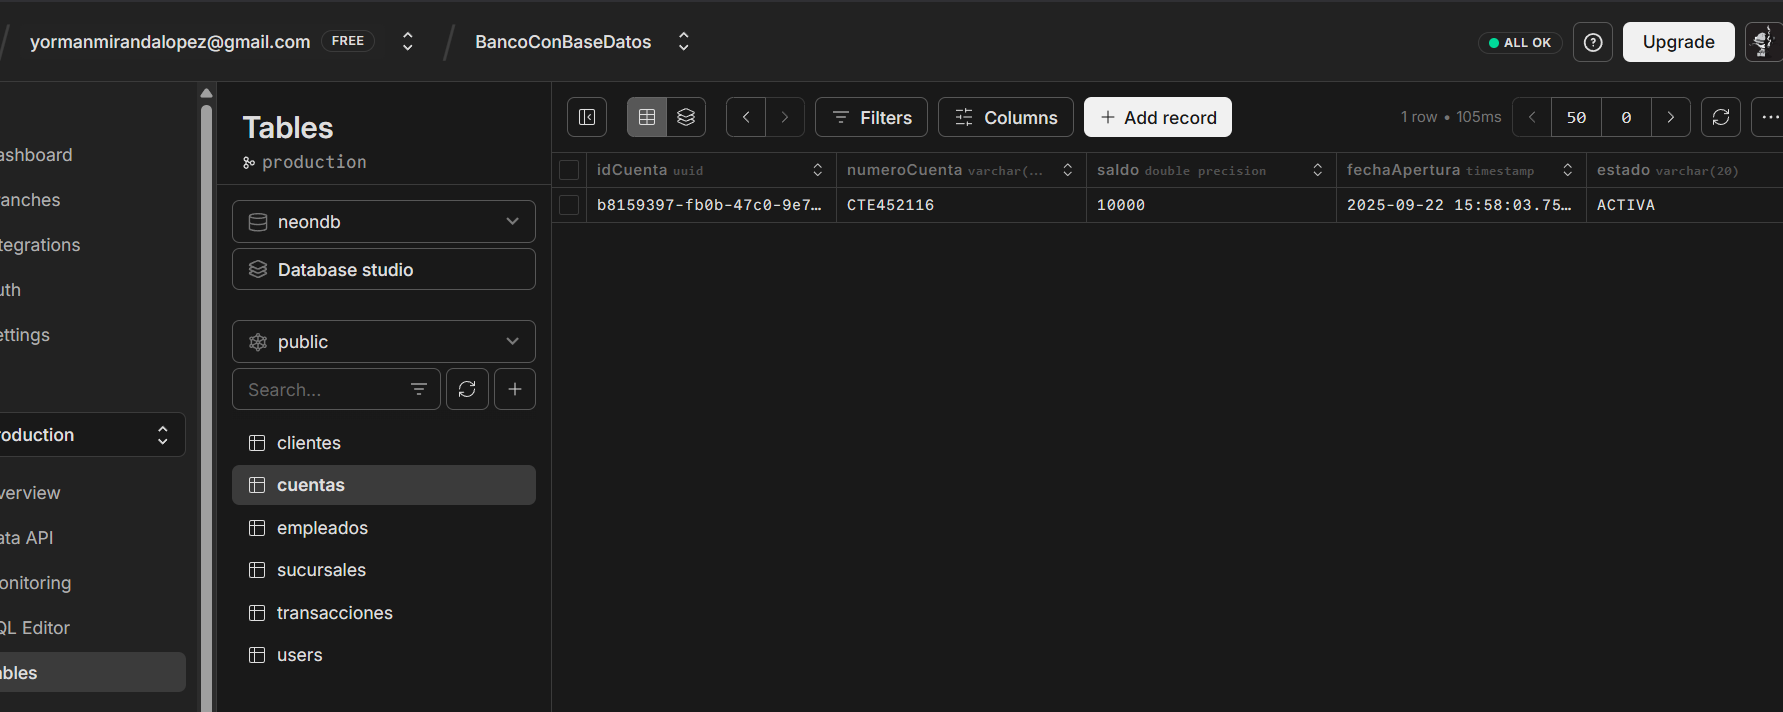 yormanmirandalopez@gmail.com FREE BancoConBaseDatos ALL OK Upgrade
ashboard
anches
tegrations
uth
ettings
roduction
verview
ata API
onitoring
QL Editor
ables
Tables
production
neondb
Database studio
public
Search...
clientes
cuentas
empleados
sucursales
transacciones
users
Filters Columns + Add record 1 row • 105ms 50 0
idCuenta uuid numeroCuenta varchar(... saldo double precision fechaApertura timestamp estado varchar(20)
b8159397-fb0b-47c0-9e7… CTE452116 10000 2025-09-22 15:58:03.75… ACTIVA